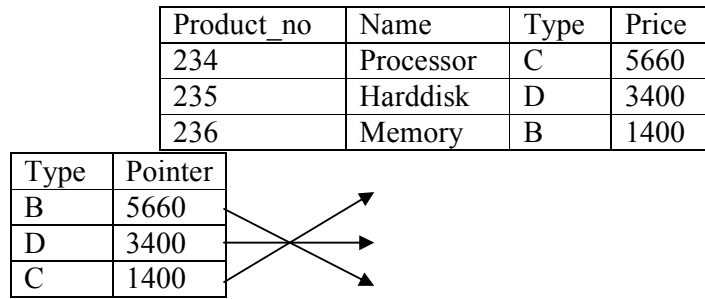 Product_no Name Type Price
234 Processor C 5660
235 Harddisk D 3400
236 Memory B 1400
Type Pointer
B 5660
D 3400
C 1400